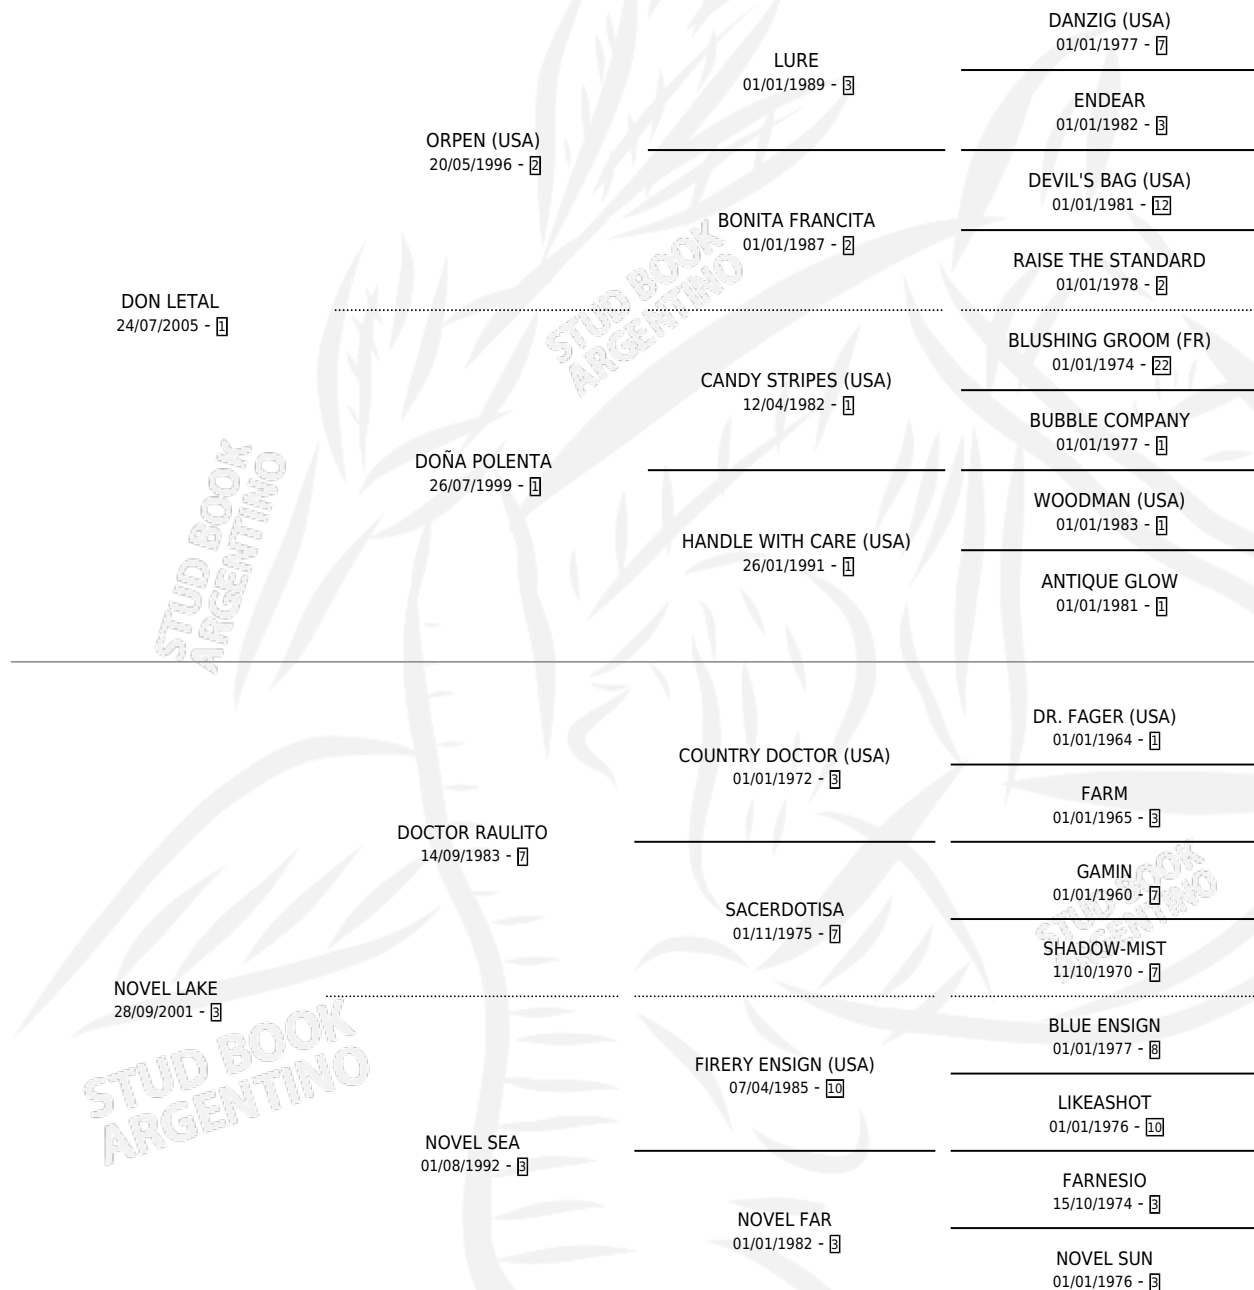 DANZIG (USA)
01/01/1977 - 7
LURE
01/01/1989 - 3
ENDEAR
01/01/1982 - 3
ORPEN (USA)
20/05/1996 - 2
DEVIL'S BAG (USA)
01/01/1981 - 12
BONITA FRANCITA
01/01/1987 - 2
RAISE THE STANDARD
01/01/1978 - 2
DON LETAL
24/07/2005 - 1
BLUSHING GROOM (FR)
01/01/1974 - 22
CANDY STRIPES (USA)
12/04/1982 - 1
BUBBLE COMPANY
01/01/1977 - 1
DOÑA POLENTA
26/07/1999 - 1
WOODMAN (USA)
01/01/1983 - 1
HANDLE WITH CARE (USA)
26/01/1991 - 1
ANTIQUE GLOW
01/01/1981 - 1
DR. FAGER (USA)
01/01/1964 - 1
COUNTRY DOCTOR (USA)
01/01/1972 - 3
FARM
01/01/1965 - 3
DOCTOR RAULITO
14/09/1983 - 7
GAMIN
01/01/1960 - 7
SACERDOTISA
01/11/1975 - 7
SHADOW-MIST
11/10/1970 - 7
NOVEL LAKE
28/09/2001 - 3
BLUE ENSIGN
01/01/1977 - 8
FIRERY ENSIGN (USA)
07/04/1985 - 10
LIKEASHOT
01/01/1976 - 10
NOVEL SEA
01/08/1992 - 3
FARNESIO
15/10/1974 - 3
NOVEL FAR
01/01/1982 - 3
NOVEL SUN
01/01/1976 - 3
STUD BOOK
ARGENTINO
STUD BOOK
ARGENTINO
STUD BOOK
ARGENTINO
STUD BOOK
ARGENTINO